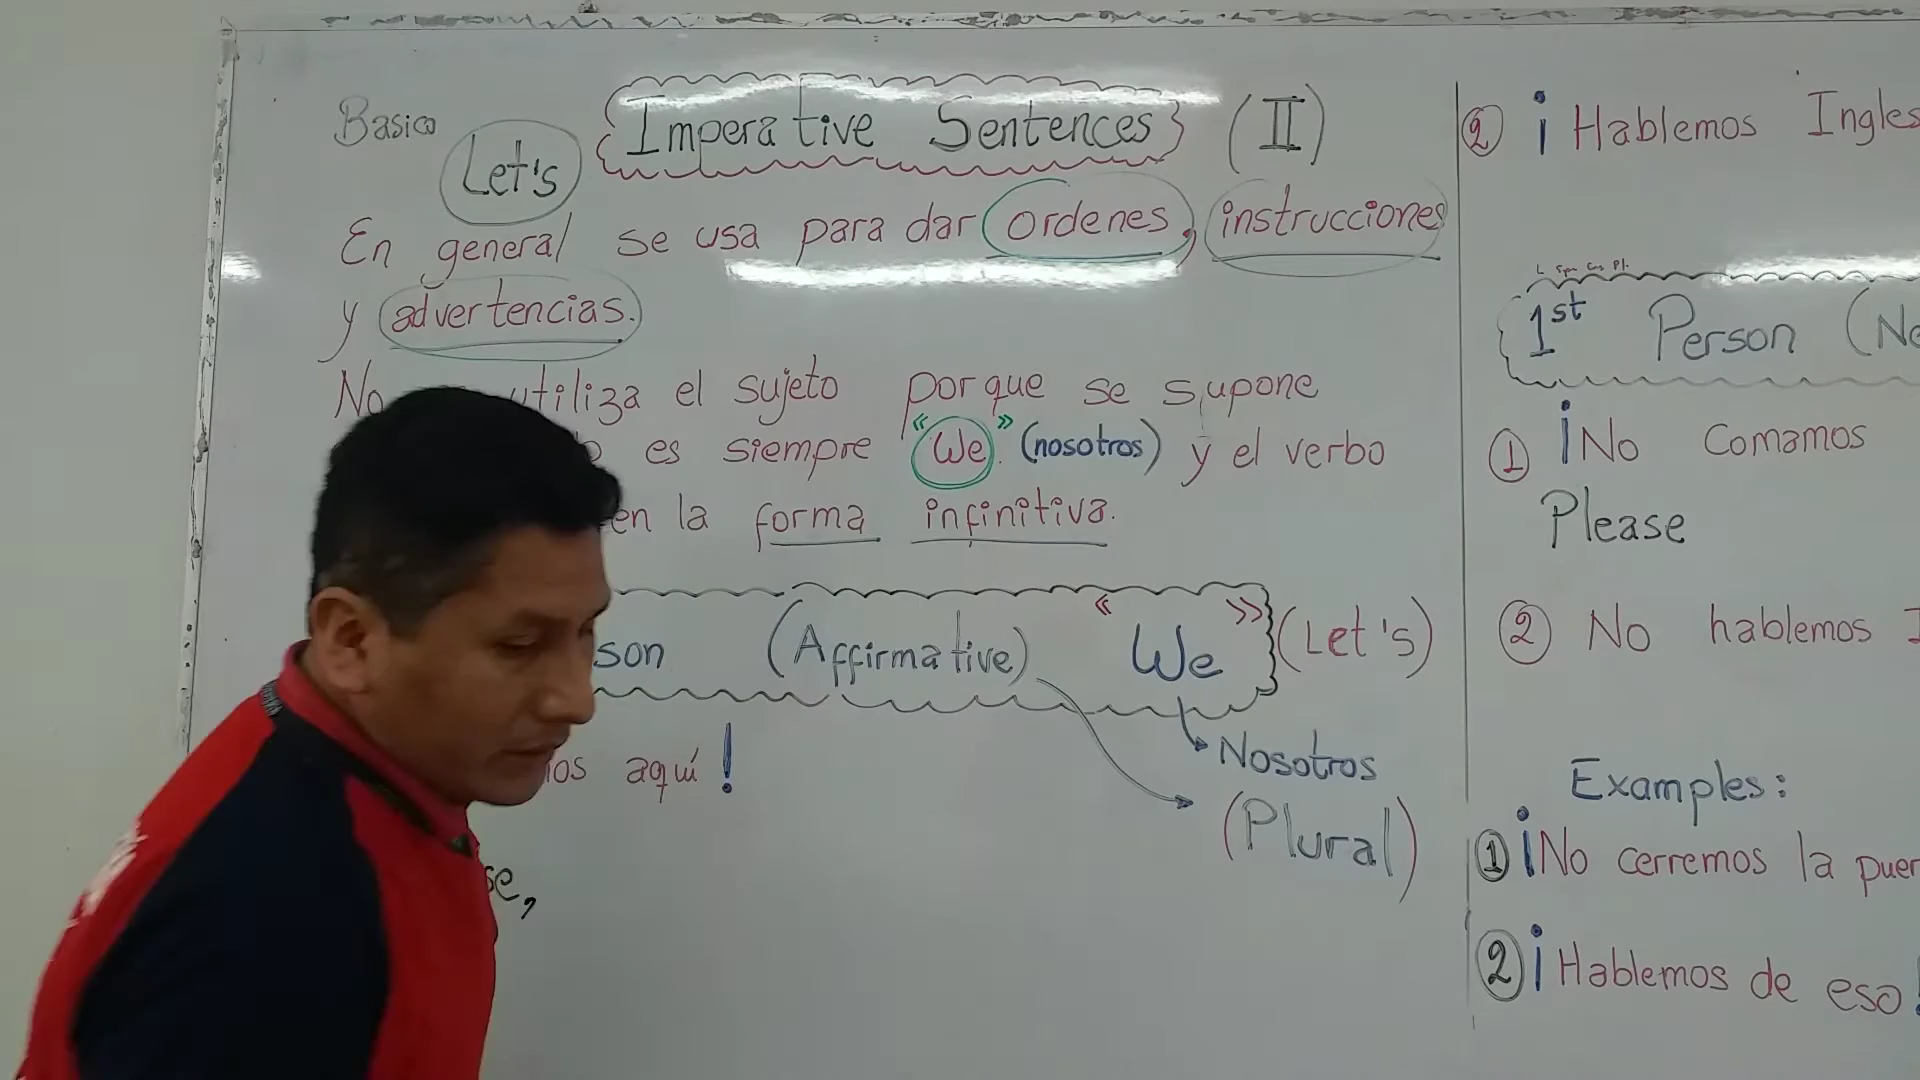 Basico
Let's
Imperative Sentences (II)
En general se usa para dar ordenes, instrucciones
y advertencias.
No utiliza el sujeto porque se supone
es siempre "We" (nosotros) y el verbo
en la forma infinitiva.
son (Affirmative) "We" (Let's)
Nosotros
(Plural)
os aquí!
se,
② ¡Hablemos Ingles
1st Person (Ne
① ¡No Comamos
Please
② No hablemos I
Examples:
① ¡No cerremos la puer
② ¡Hablemos de eso!